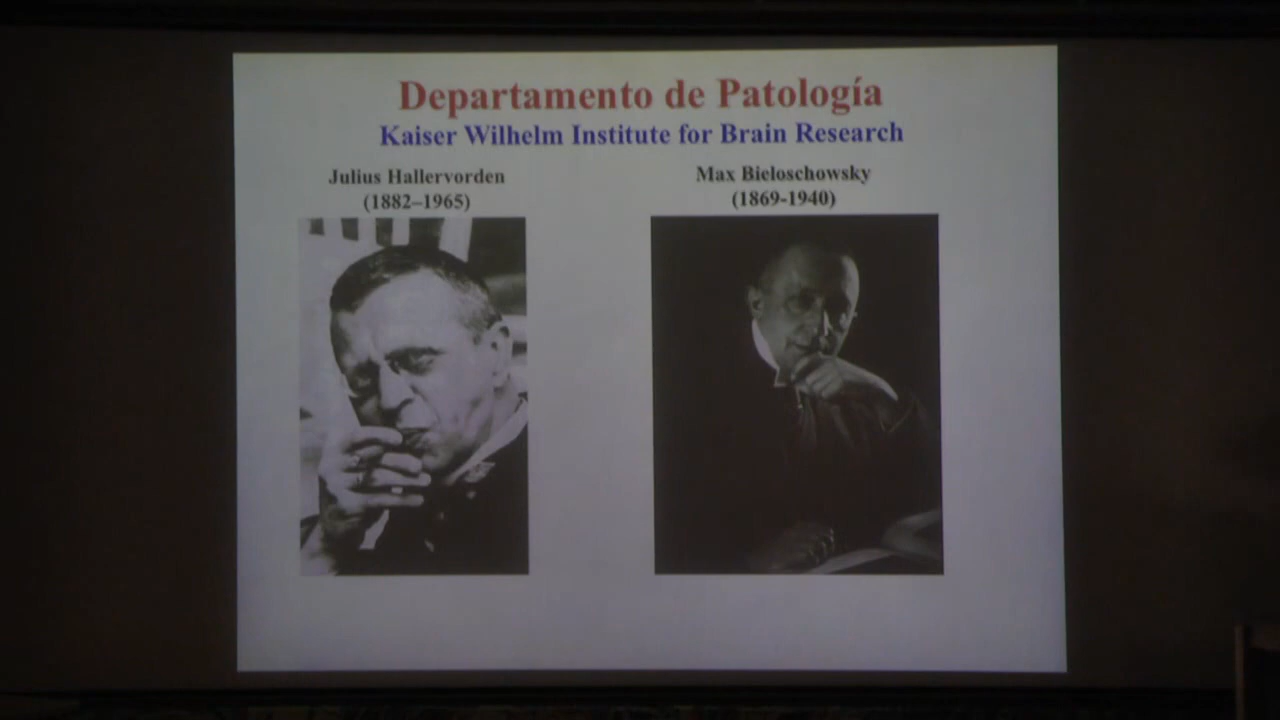 Departamento de Patología
Kaiser Wilhelm Institute for Brain Research
Julius Hallervorden
(1882–1965)
Max Bieloschowsky
(1869-1940)